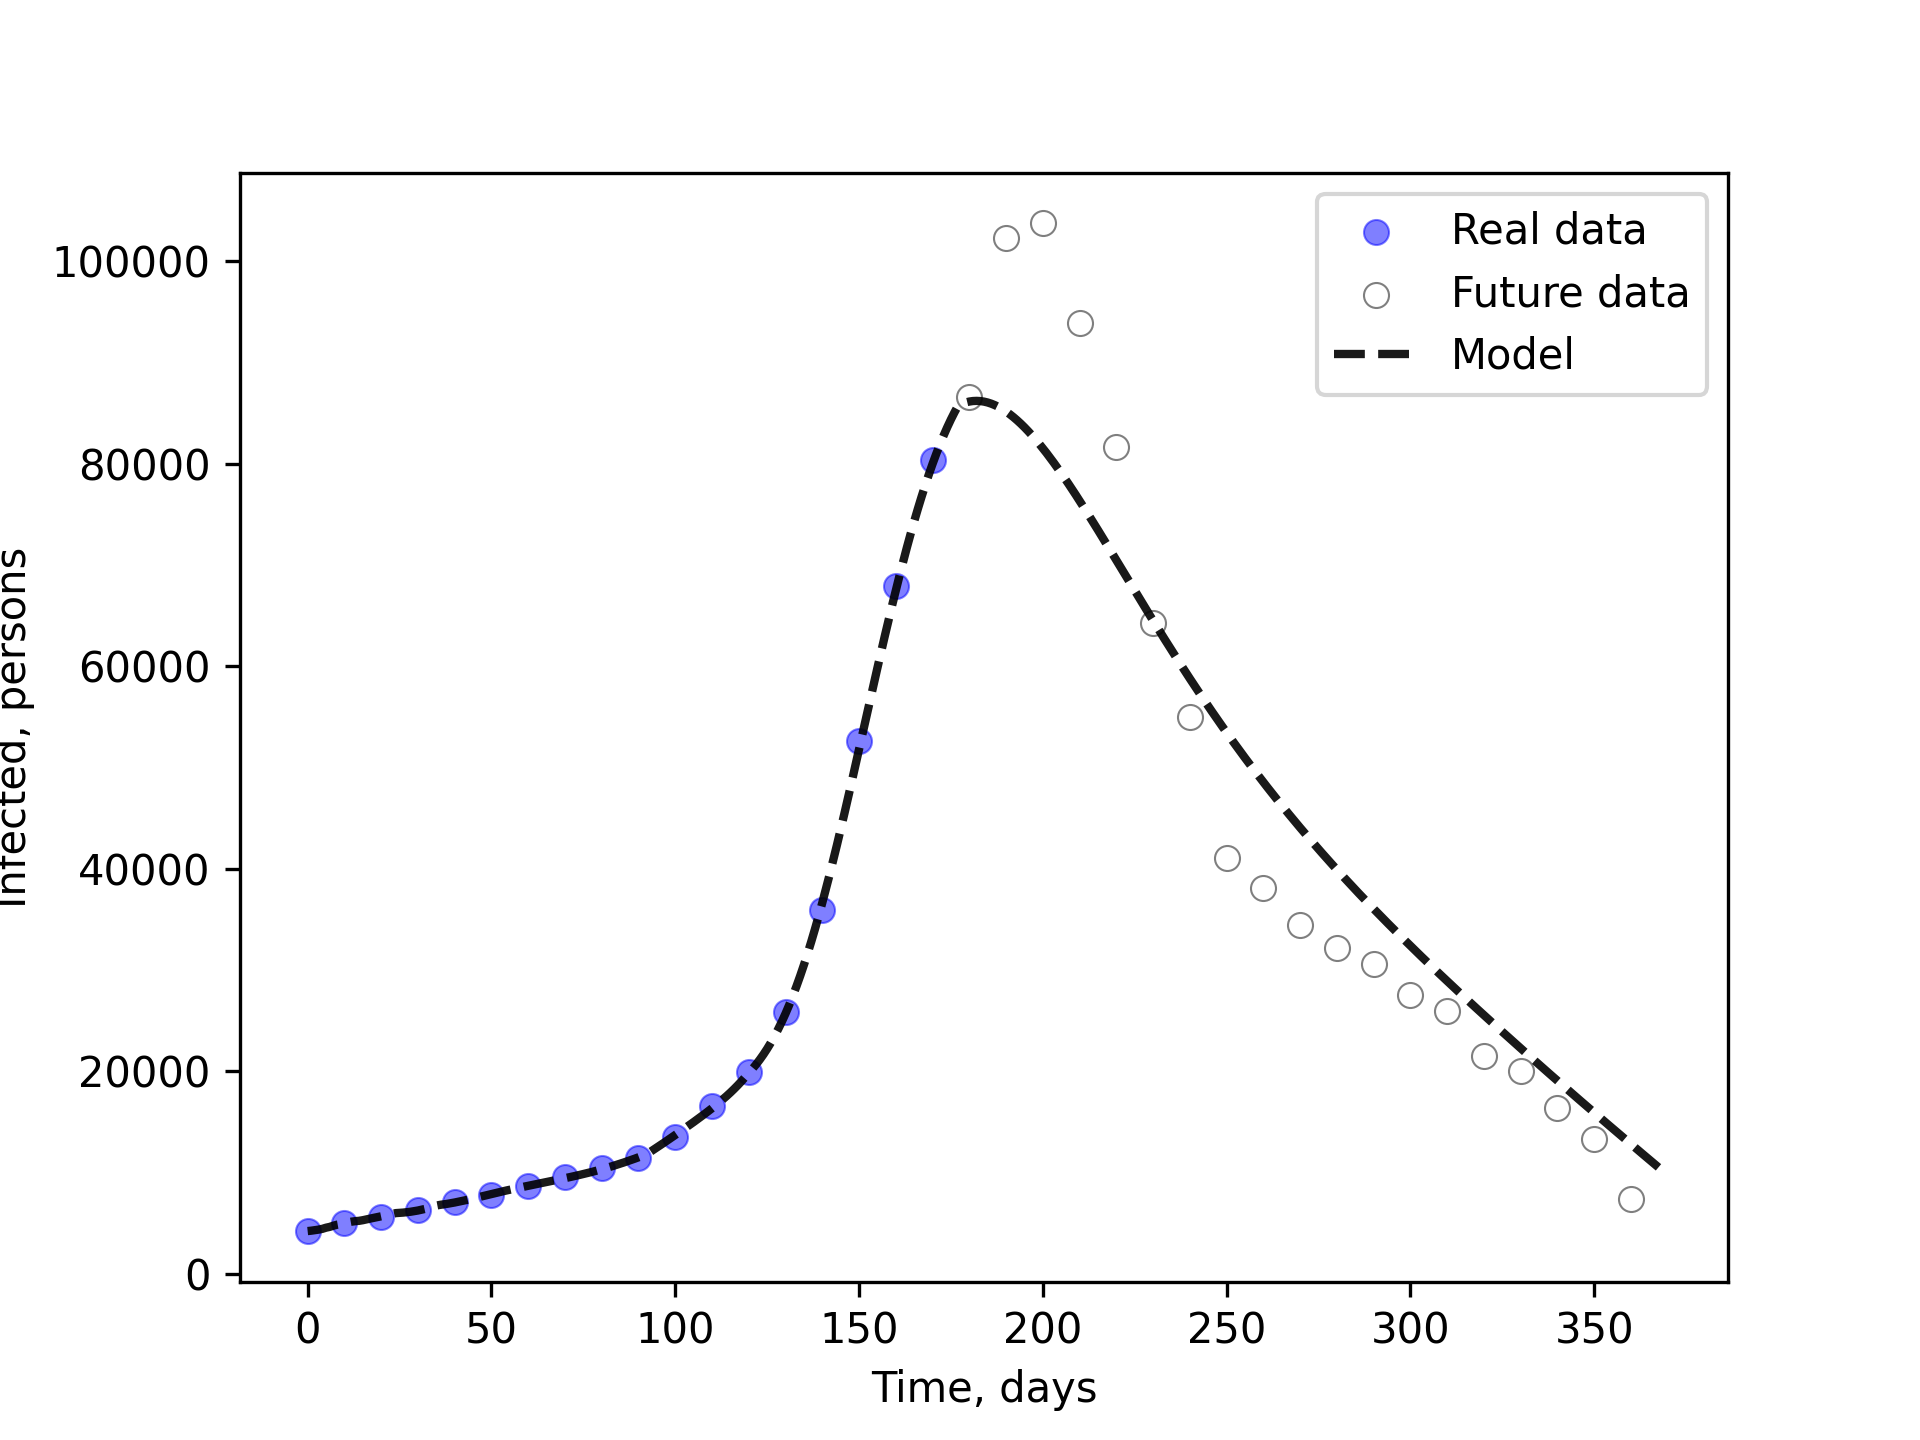 Real data
Future data
Model
100000
80000
60000
40000
20000
0
Infected, persons
0 50 100 150 200 250 300 350
Time, days